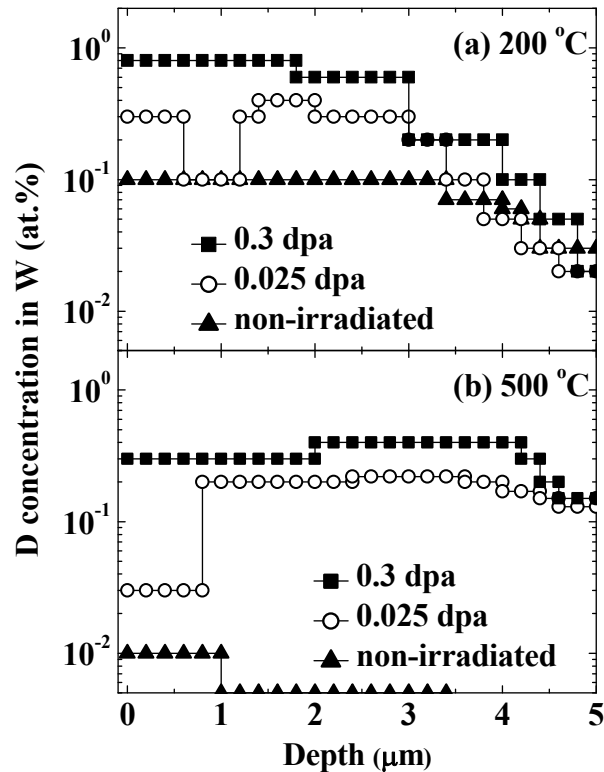 (a) 200 °C
10⁰
10⁻¹
10⁻²
0.3 dpa
0.025 dpa
non-irradiated
D concentration in W (at.%)
(b) 500 °C
10⁰
10⁻¹
10⁻²
0.3 dpa
0.025 dpa
non-irradiated
0 1 2 3 4 5
Depth (μm)